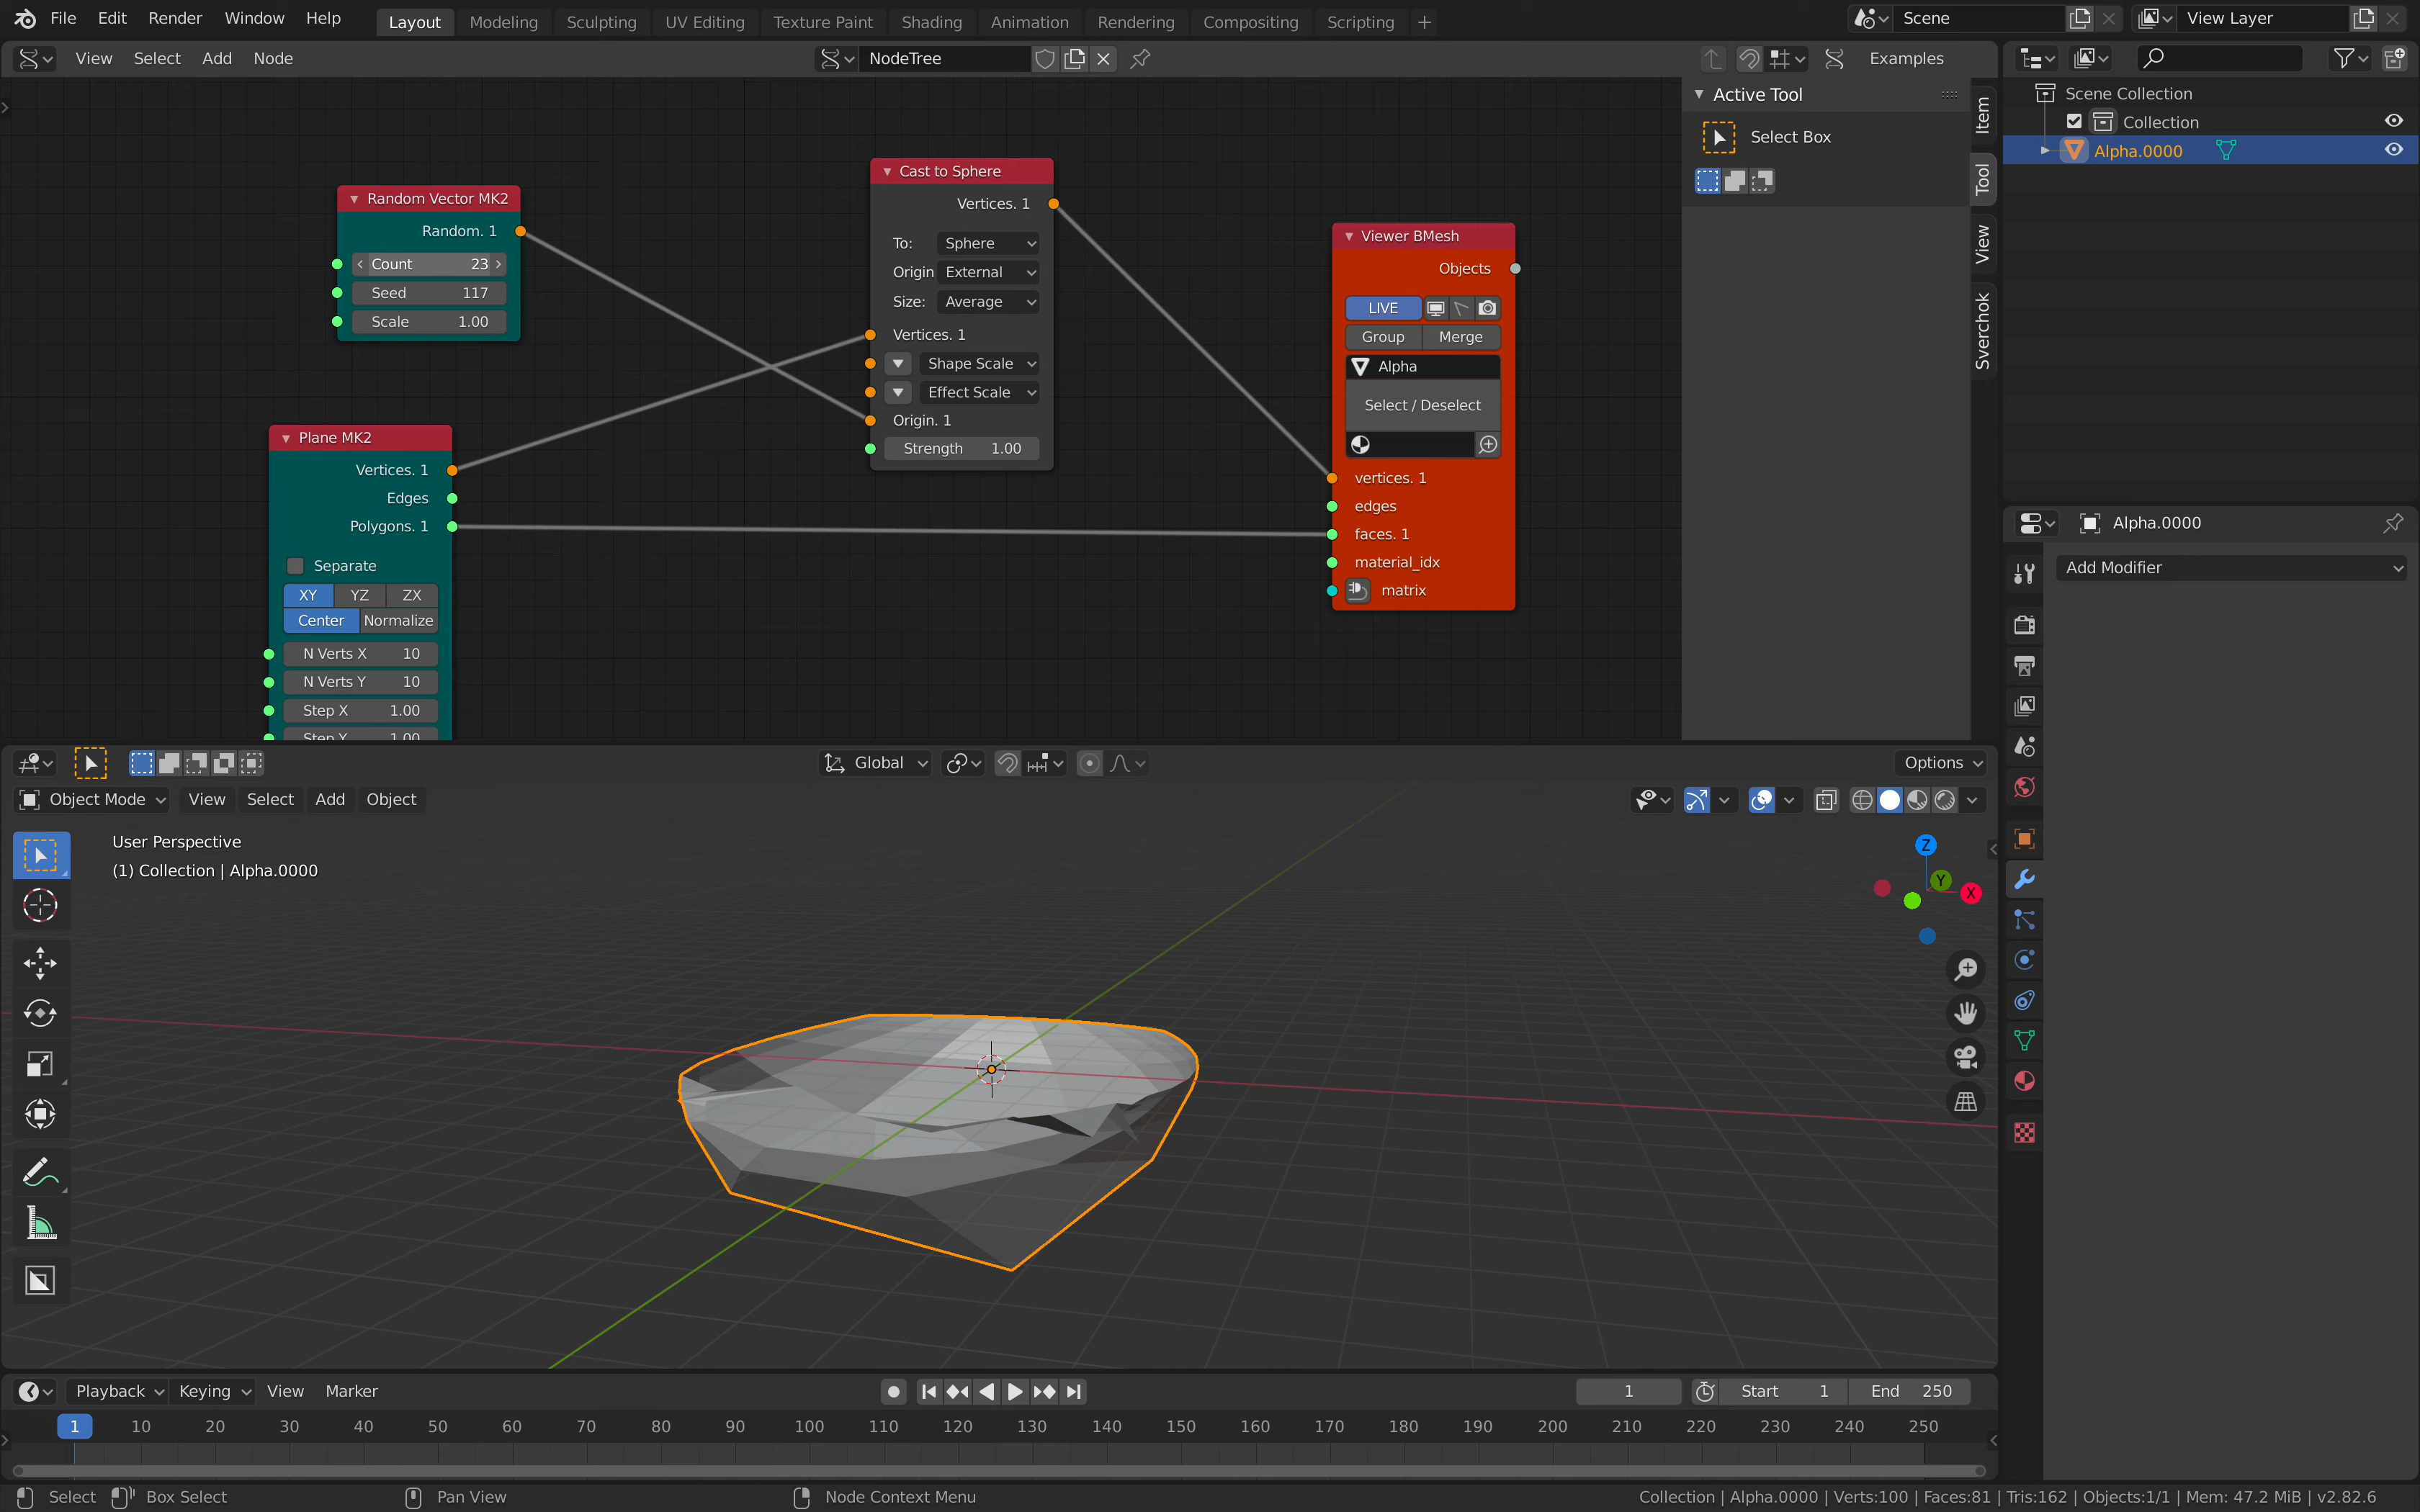 File Edit Render Window Help Layout Modeling Sculpting UV Editing Texture Paint Shading Animation Rendering Compositing Scripting + Scene View Layer
View Select Add Node NodeTree Examples
Scene Collection
Collection
Alpha.0000
Active Tool
Select Box
Item
Tool
View
Sverchok
Random Vector MK2
Random. 1
Count 23
Seed 117
Scale 1.00
Cast to Sphere
Vertices. 1
To: Sphere
Origin External
Size: Average
Vertices. 1
Shape Scale
Effect Scale
Origin. 1
Strength 1.00
Viewer BMesh
Objects
LIVE
Group Merge
Alpha
Select / Deselect
vertices. 1
edges
faces. 1
material_idx
matrix
Plane MK2
Vertices. 1
Edges
Polygons. 1
Separate
XY YZ ZX
Center Normalize
N Verts X 10
N Verts Y 10
Step X 1.00
Step Y 1.00
Alpha.0000
Add Modifier
Global Options
Object Mode View Select Add Object
User Perspective
(1) Collection | Alpha.0000
Z
Y
X
Playback Keying View Marker 1 Start 1 End 250
1 10 20 30 40 50 60 70 80 90 100 110 120 130 140 150 160 170 180 190 200 210 220 230 240 250
Select Box Select Pan View Node Context Menu Collection | Alpha.0000 | Verts:100 | Faces:81 | Tris:162 | Objects:1/1 | Mem: 47.2 MiB | v2.82.6